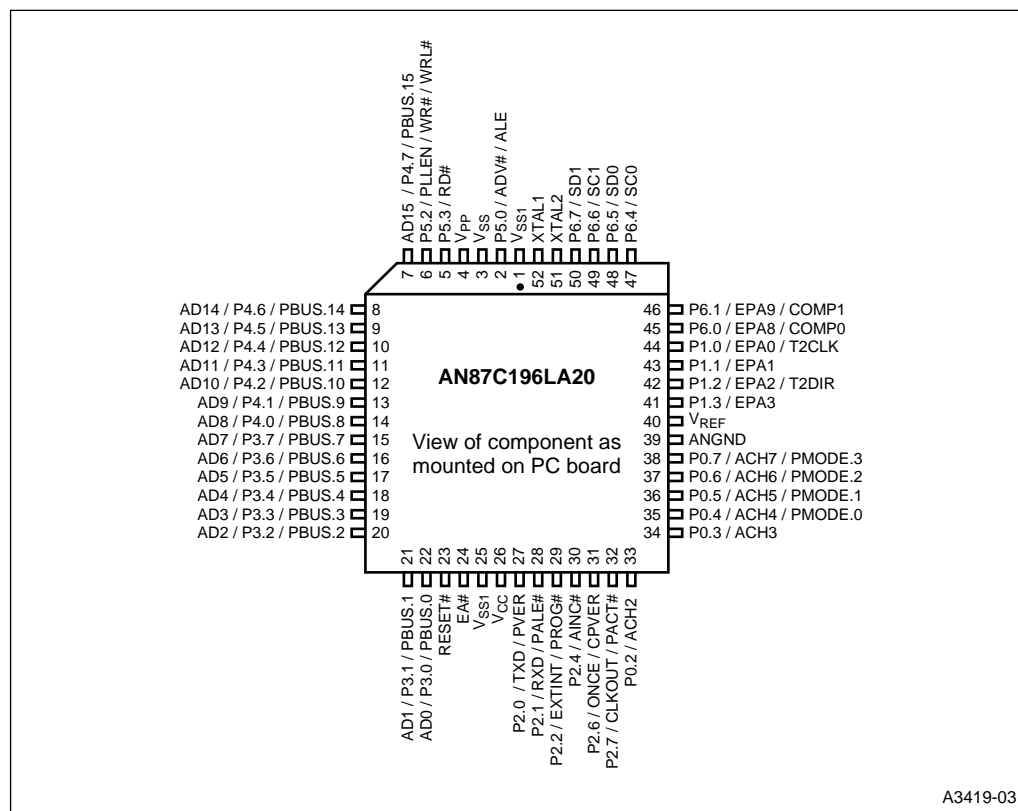 AD15 / P4.7 / PBUS.15
P5.2 / PLLEN / WR# / WRL#
P5.3 / RD#
VPP
VSS
P5.0 / ADV# / ALE
VSS1
XTAL1
XTAL2
P6.7 / SD1
P6.6 / SC1
P6.5 / SD0
P6.4 / SC0
7 6 5 4 3 2 1 52 51 50 49 48 47
AD14 / P4.6 / PBUS.14 8
AD13 / P4.5 / PBUS.13 9
AD12 / P4.4 / PBUS.12 10
AD11 / P4.3 / PBUS.11 11
AD10 / P4.2 / PBUS.10 12
AD9 / P4.1 / PBUS.9 13
AD8 / P4.0 / PBUS.8 14
AD7 / P3.7 / PBUS.7 15
AD6 / P3.6 / PBUS.6 16
AD5 / P3.5 / PBUS.5 17
AD4 / P3.4 / PBUS.4 18
AD3 / P3.3 / PBUS.3 19
AD2 / P3.2 / PBUS.2 20
AN87C196LA20
View of component as
mounted on PC board
46 P6.1 / EPA9 / COMP1
45 P6.0 / EPA8 / COMP0
44 P1.0 / EPA0 / T2CLK
43 P1.1 / EPA1
42 P1.2 / EPA2 / T2DIR
41 P1.3 / EPA3
40 VREF
39 ANGND
38 P0.7 / ACH7 / PMODE.3
37 P0.6 / ACH6 / PMODE.2
36 P0.5 / ACH5 / PMODE.1
35 P0.4 / ACH4 / PMODE.0
34 P0.3 / ACH3
21 22 23 24 25 26 27 28 29 30 31 32 33
AD1 / P3.1 / PBUS.1
AD0 / P3.0 / PBUS.0
RESET#
EA#
VSS1
VCC
P2.0 / TXD / PVER
P2.1 / RXD / PALE#
P2.2 / EXTINT / PROG#
P2.4 / AINC#
P2.6 / ONCE / CPVER
P2.7 / CLKOUT / PACT#
P0.2 / ACH2
A3419-03